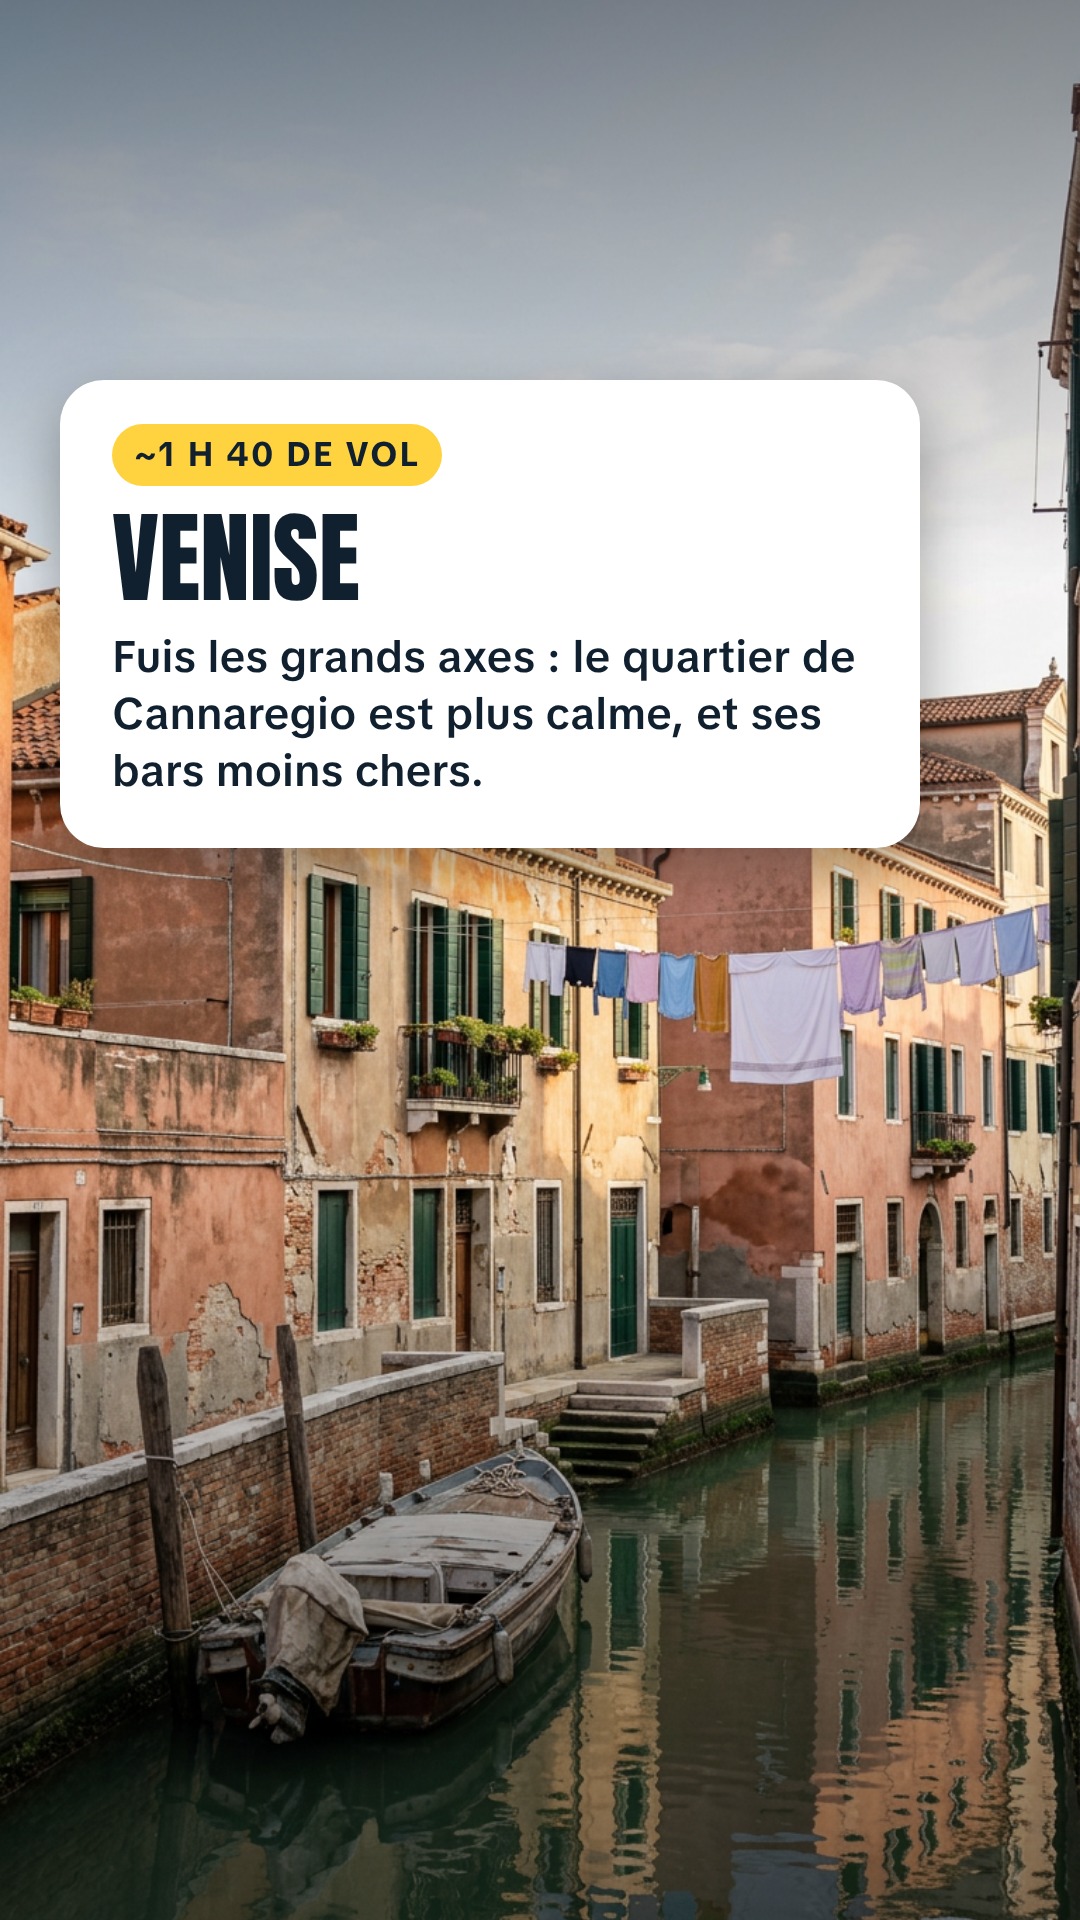 ~1 H 40 DE VOL
VENISE
Fuis les grands axes : le quartier de
Cannaregio est plus calme, et ses
bars moins chers.